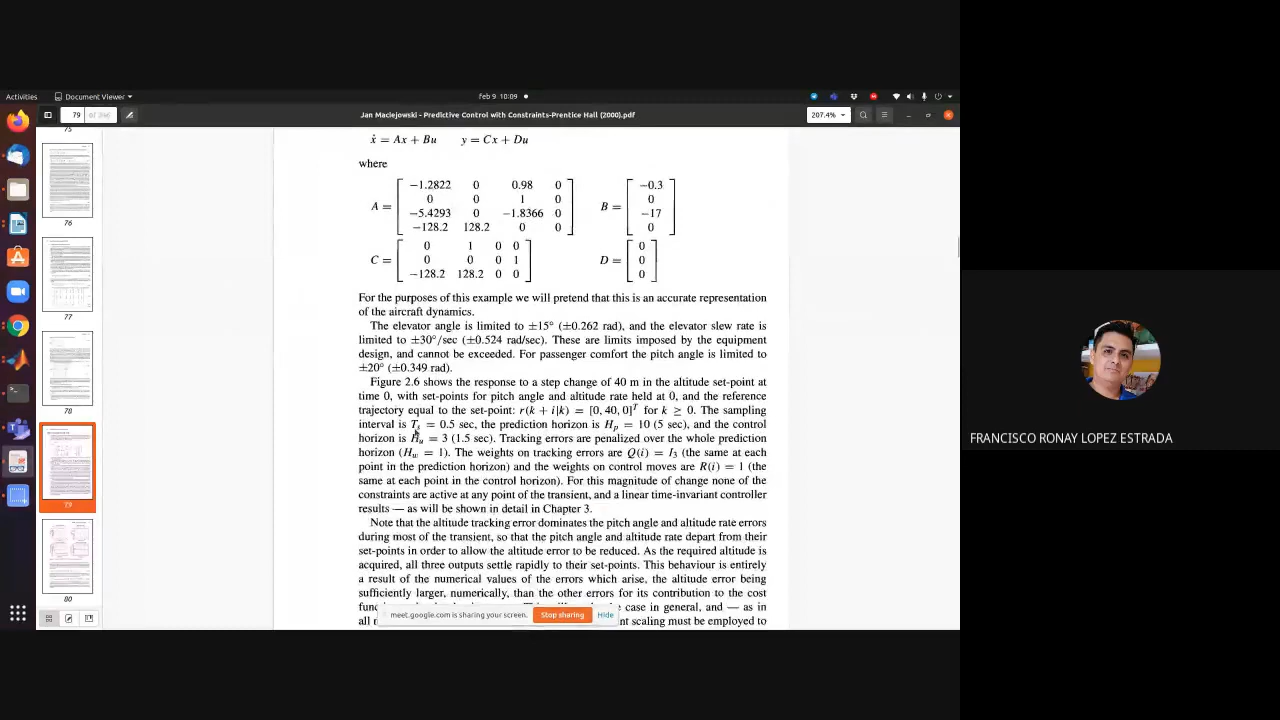 Activities
Document Viewer
feb 9 10:09
79
Jan Maciejowski - Predictive Control with Constraints-Prentice Hall (2000).pdf
207.4%
75
76
77
78
79
80
ẋ = Ax + Bu y = Cx + Du
where
A = [ −1.2822 0 0.98 0
0 0 1 0
−5.4293 0 −1.8366 0
−128.2 128.2 0 0 ]
B = [ −0.3
0
−17
0 ]
C = [ 0 1 0 0
0 0 0 1
−128.2 128.2 0 0 ]
D = [ 0
0
0 ]
For the purposes of this example we will pretend that this is an accurate representation
of the aircraft dynamics.
The elevator angle is limited to ±15° (±0.262 rad), and the elevator slew rate is
limited to ±30°/sec (±0.524 rad/sec). These are limits imposed by the equipment
design, and cannot be exceeded. For passenger comfort the pitch angle is limited to
±20° (±0.349 rad).
Figure 2.6 shows the response to a step change of 40 m in the altitude set-point at
time 0, with set-points for pitch angle and altitude rate held at 0, and the reference
trajectory equal to the set-point: r(k + i|k) = [0, 40, 0]ᵀ for k ≥ 0. The sampling
interval is Tₛ = 0.5 sec, the prediction horizon is Hₚ = 10 (5 sec), and the control
horizon is Hᵤ = 3 (1.5 sec). Tracking errors are penalized over the whole prediction
horizon (H_w = 1). The weights on tracking errors are Q(i) = I₃ (the same at each
point in the prediction horizon) and the weights on control moves are R(i) = 1 (the
same at each point in the control horizon). For this magnitude of change none of the
constraints are active at any point of the transient, and a linear time-invariant controller
results — as will be shown in detail in Chapter 3.
Note that the altitude tracking error dominates the pitch angle and altitude rate errors
during most of the transient, so that the pitch angle and altitude rate depart from their
set-points in order to allow the altitude error to be reduced. As the required altitude is
acquired, all three outputs settle rapidly to their set-points. This behaviour is entirely
a result of the numerical values of the errors which arise, the altitude error being
sufficiently larger, numerically, than the other errors for its contribution to the cost
case in general, and — as in
all
nt scaling must be employed to
meet.google.com is sharing your screen.
Stop sharing
Hide
FRANCISCO RONAY LOPEZ ESTRADA